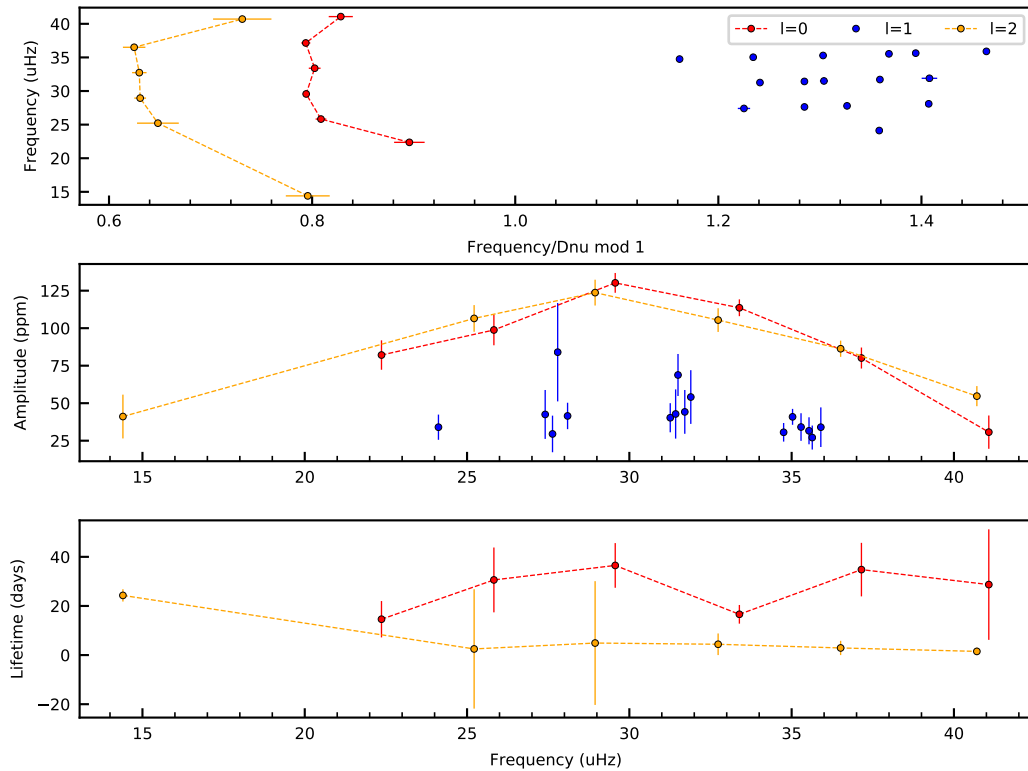 40
35
30
25
20
15
Frequency (uHz)
l=0 l=1 l=2
0.6 0.8 1.0 1.2 1.4
Frequency/Dnu mod 1
125
100
75
50
25
Amplitude (ppm)
15 20 25 30 35 40
40
20
0
−20
Lifetime (days)
15 20 25 30 35 40
Frequency (uHz)